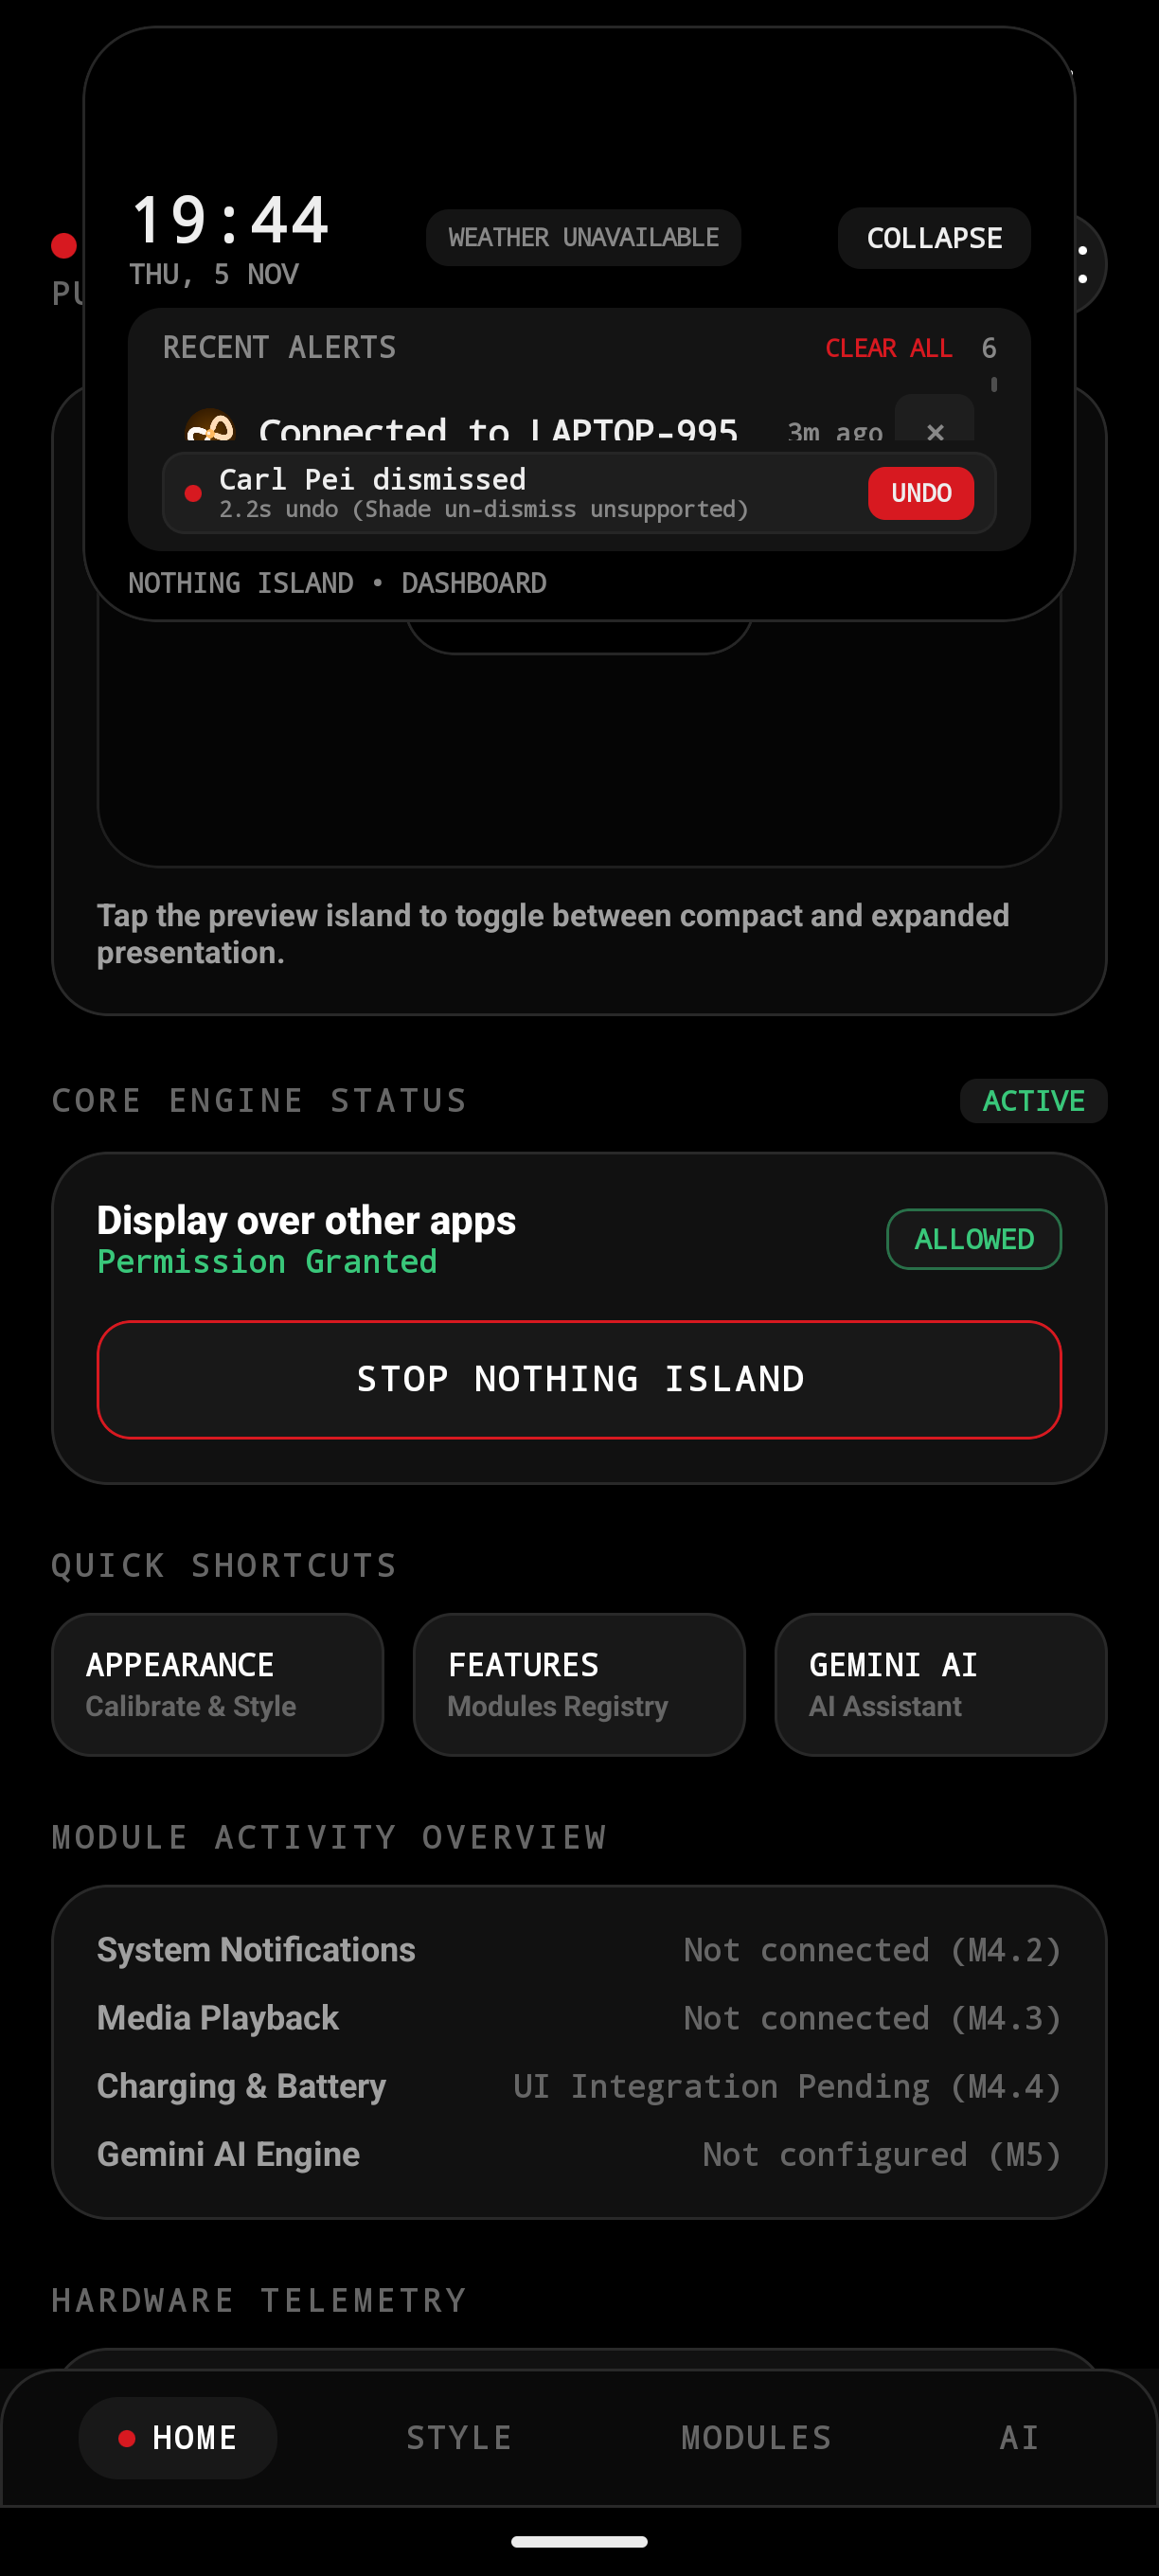 19:44
THU, 5 NOV
WEATHER UNAVAILABLE
COLLAPSE
PU
RECENT ALERTS
CLEAR ALL 6
Connected to LAPTOP-995 3m ago ×
Carl Pei dismissed
2.2s undo (Shade un-dismiss unsupported)
UNDO
NOTHING ISLAND • DASHBOARD
Tap the preview island to toggle between compact and expanded
presentation.
CORE ENGINE STATUS
ACTIVE
Display over other apps
Permission Granted
ALLOWED
STOP NOTHING ISLAND
QUICK SHORTCUTS
APPEARANCE
Calibrate & Style
FEATURES
Modules Registry
GEMINI AI
AI Assistant
MODULE ACTIVITY OVERVIEW
System Notifications Not connected (M4.2)
Media Playback Not connected (M4.3)
Charging & Battery UI Integration Pending (M4.4)
Gemini AI Engine Not configured (M5)
HARDWARE TELEMETRY
HOME STYLE MODULES AI